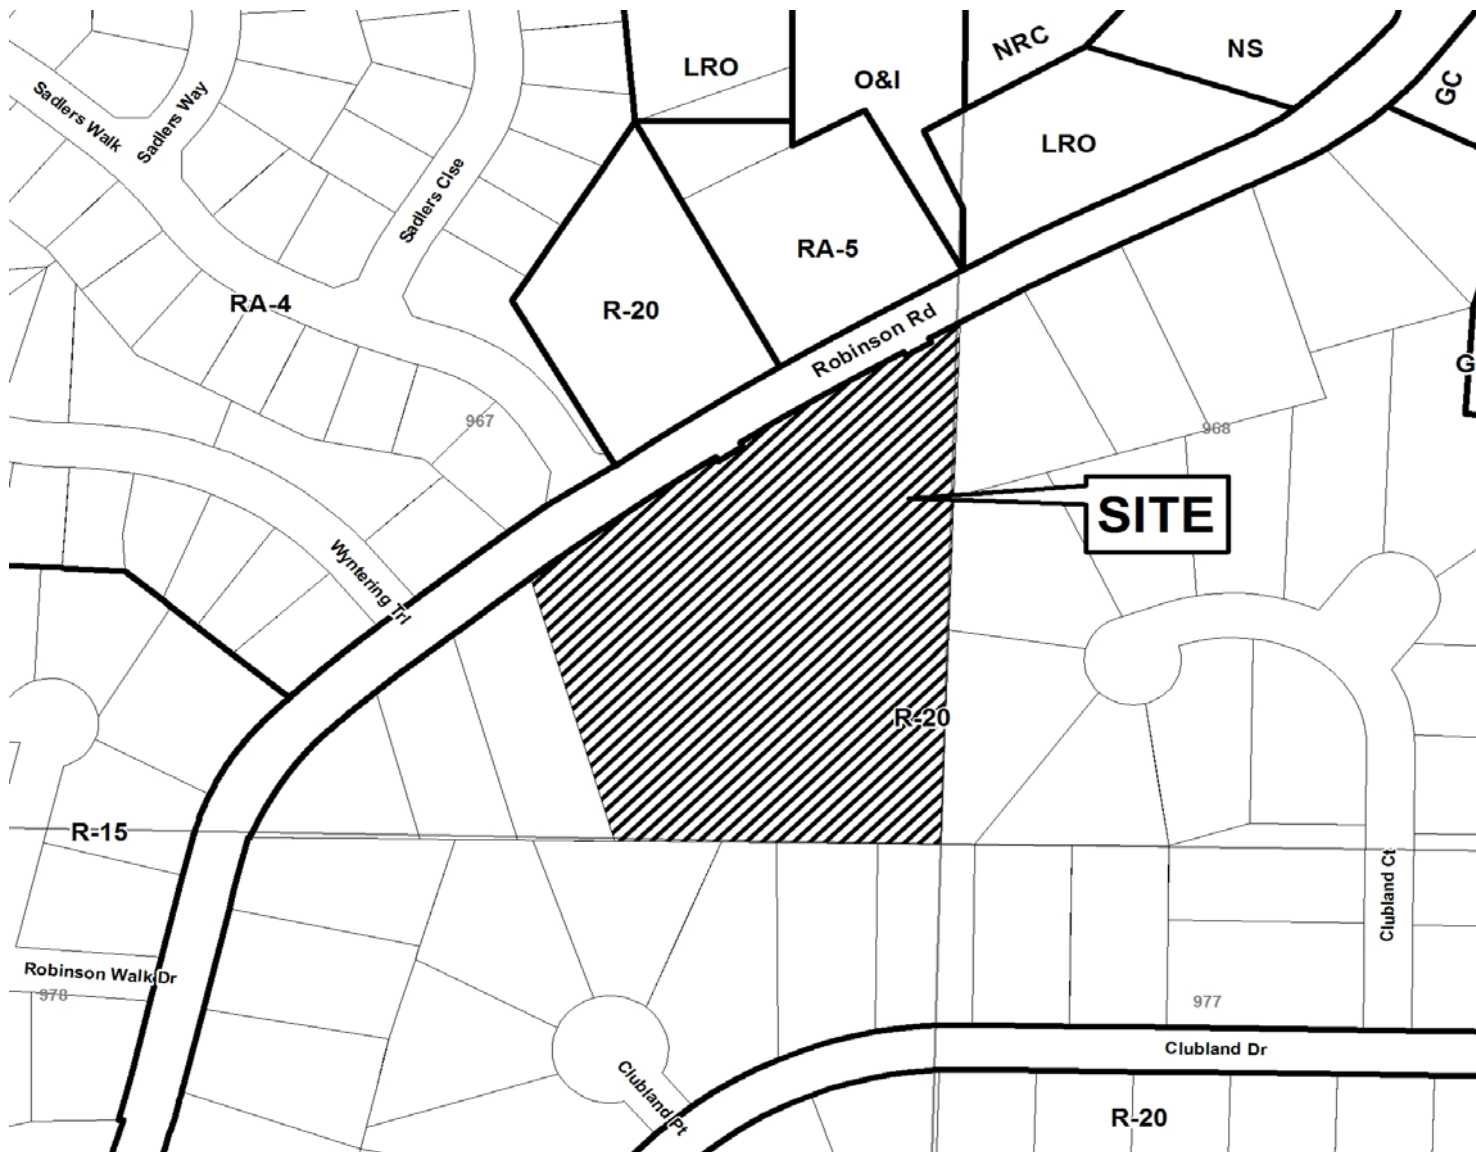 NRC
NS
LRO
O&I
GC
Sadlers Walk
Sadlers Way
LRO
Sadlers Clse
RA-5
RA-4
R-20
Robinson Rd
G
967
968
SITE
Wyntering Trl
R-20
R-15
Clubland Ct
Robinson Walk Dr
978
977
Clubland Dr
Clubland Pt
R-20